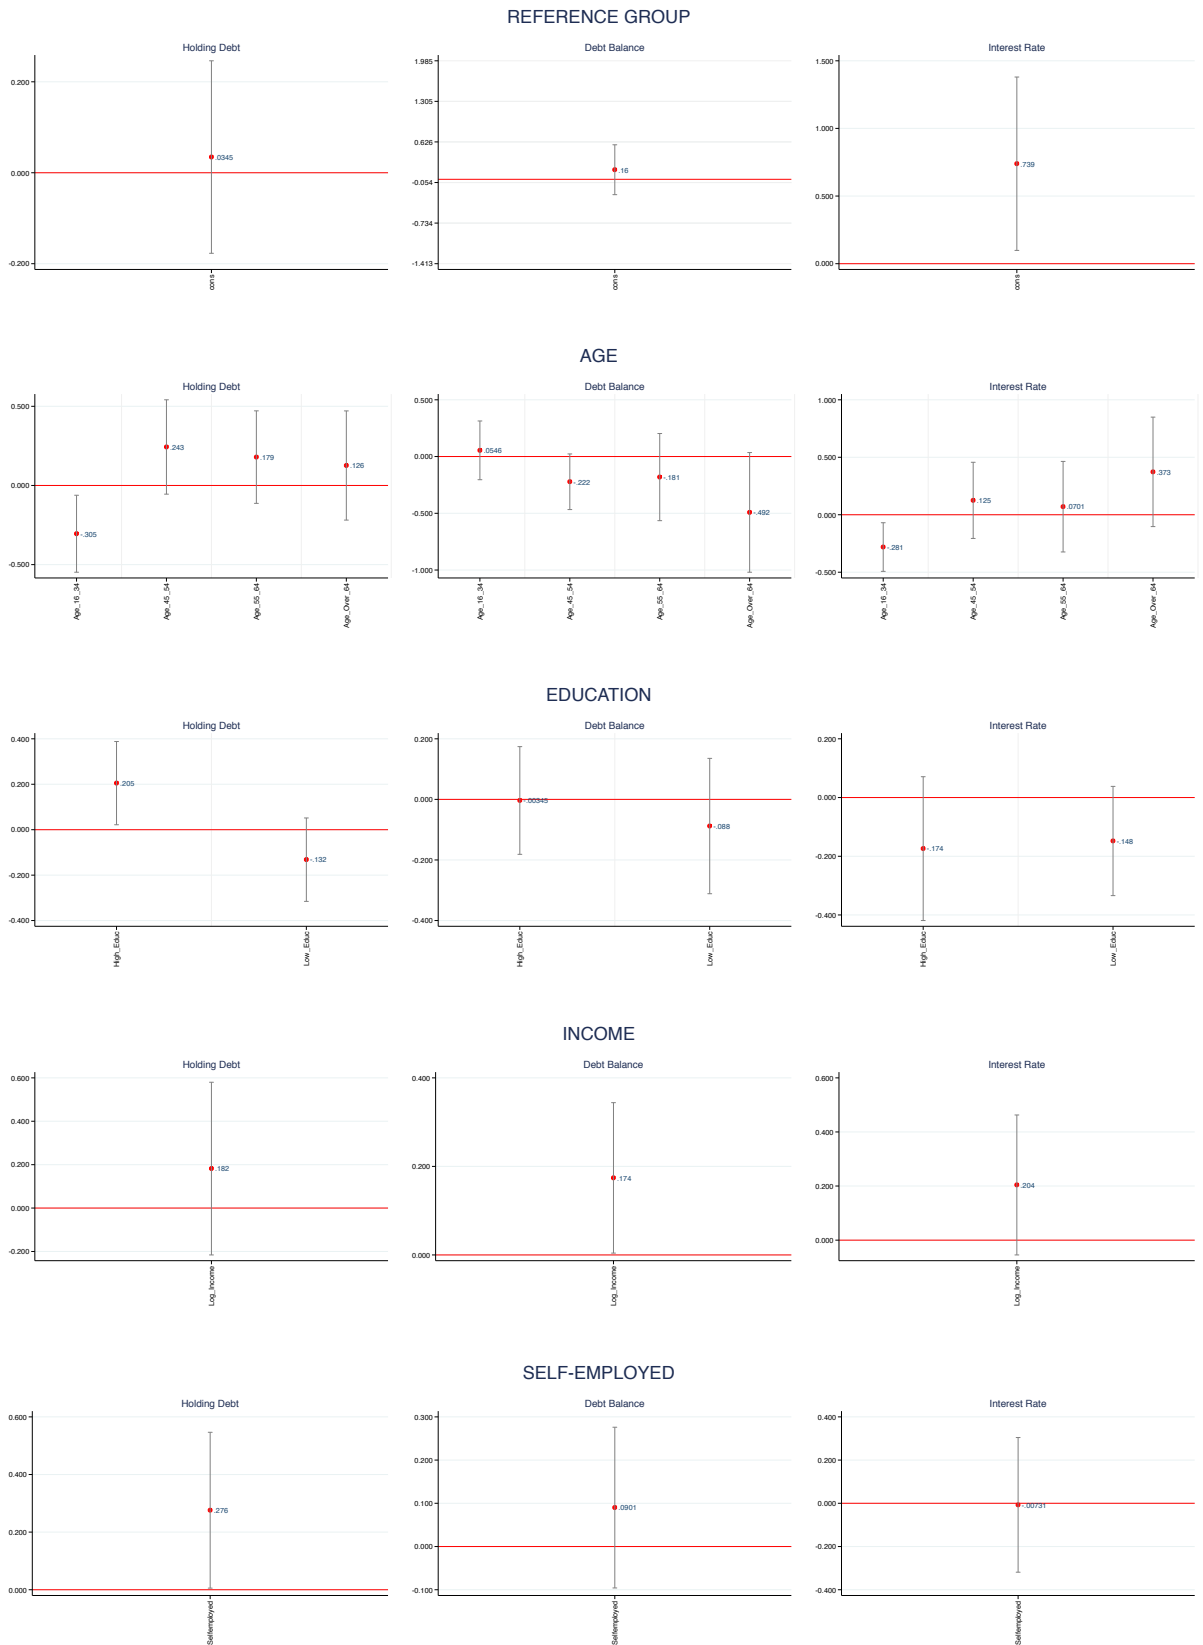 REFERENCE GROUP
Holding Debt
Debt Balance
Interest Rate
0.200
0.000
-0.200
.0345
cons
1.985
1.305
0.626
-0.054
-0.734
-1.413
.16
cons
1.500
1.000
0.500
0.000
.739
cons
AGE
Holding Debt
Debt Balance
Interest Rate
0.500
0.000
-0.500
-.305
.243
.179
.126
Age_16_34
Age_45_54
Age_55_64
Age_Over_64
0.500
0.000
-0.500
-1.000
.0546
-.222
-.181
-.492
Age_16_34
Age_45_54
Age_55_64
Age_Over_64
1.000
0.500
0.000
-0.500
-.281
.125
.0701
.373
Age_16_34
Age_45_54
Age_55_64
Age_Over_64
EDUCATION
Holding Debt
Debt Balance
Interest Rate
0.400
0.200
0.000
-0.200
-0.400
.205
-.132
High_Educ
Low_Educ
0.200
0.000
-0.200
-0.400
-.00345
-.088
High_Educ
Low_Educ
0.200
0.000
-0.200
-0.400
-.174
-.148
High_Educ
Low_Educ
INCOME
Holding Debt
Debt Balance
Interest Rate
0.600
0.400
0.200
0.000
-0.200
.182
Log_Income
0.400
0.200
0.000
.174
Log_Income
0.600
0.400
0.200
0.000
.204
Log_Income
SELF-EMPLOYED
Holding Debt
Debt Balance
Interest Rate
0.600
0.400
0.200
0.000
.276
Selfemployed
0.300
0.200
0.100
0.000
-0.100
.0901
Selfemployed
0.400
0.200
0.000
-0.200
-0.400
-.00731
Selfemployed